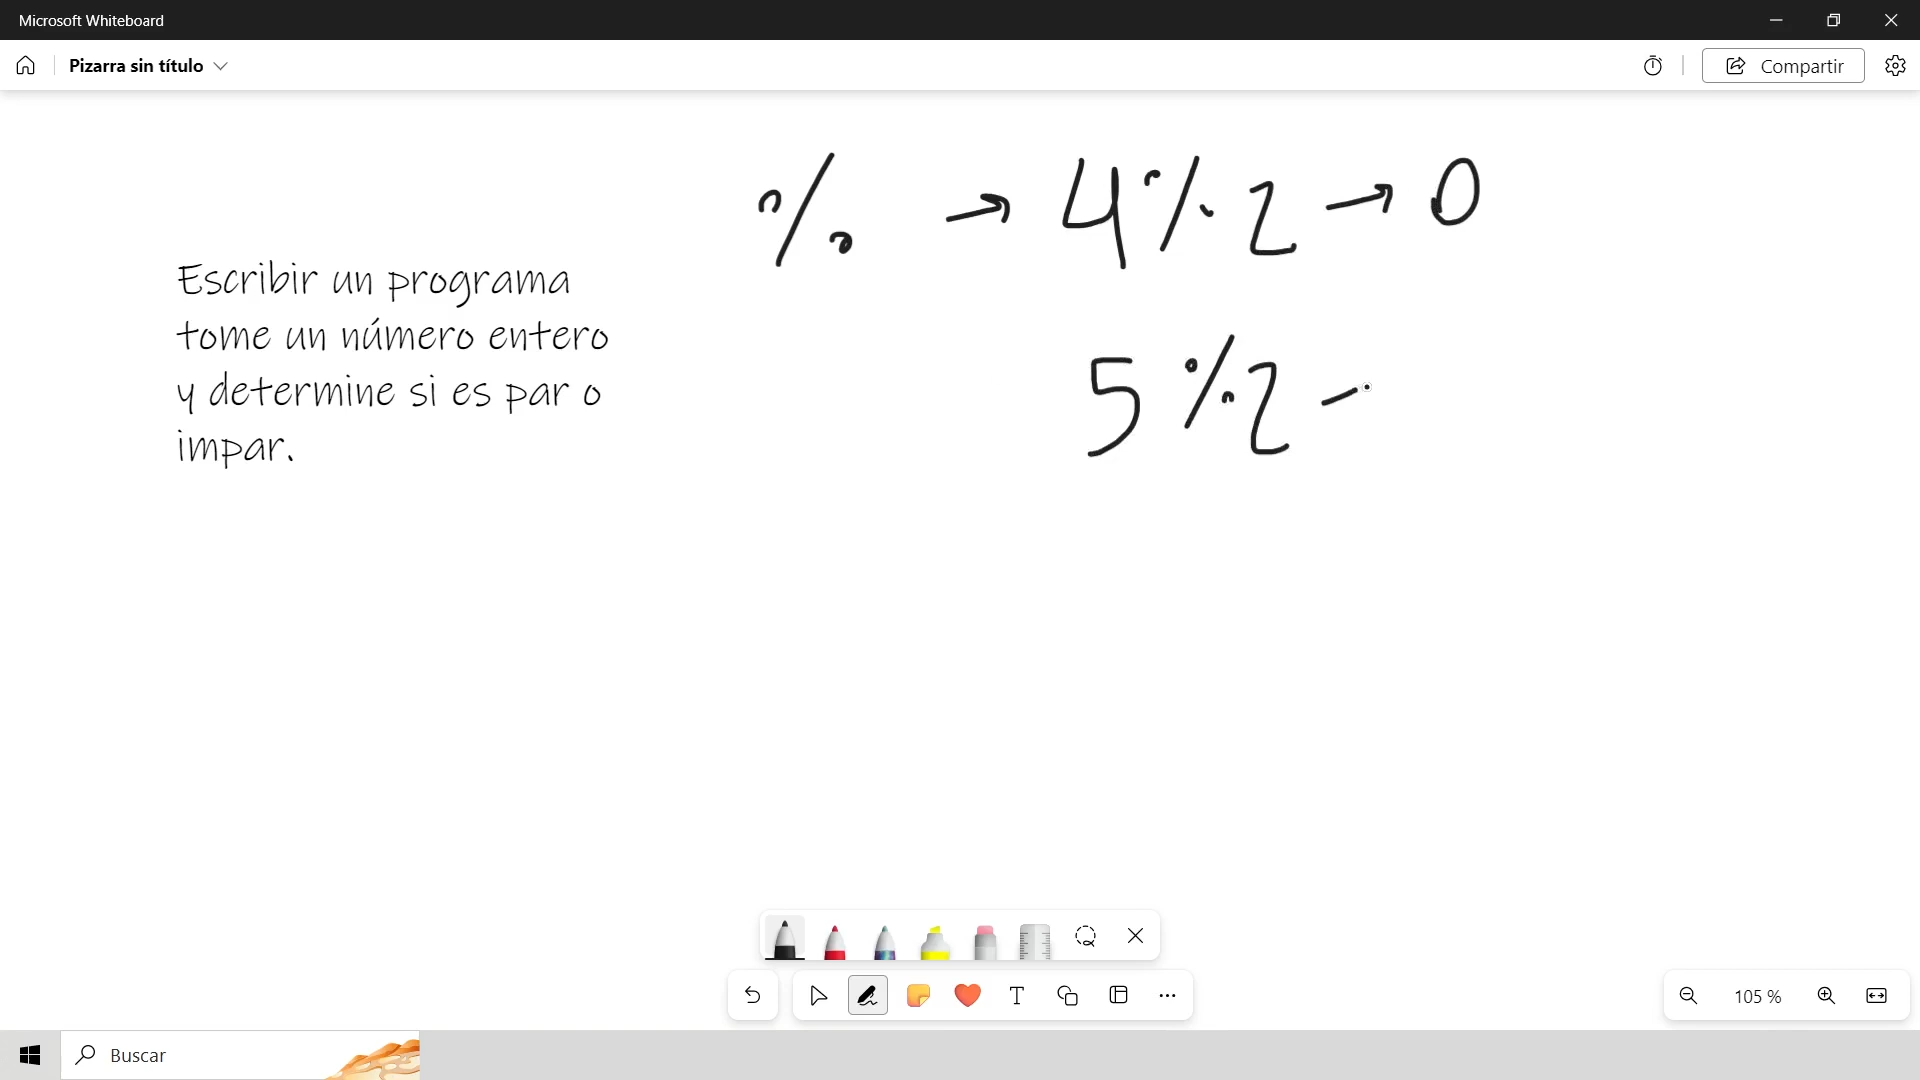 Microsoft Whiteboard
Pizarra sin título
Compartir
% → 4 % 2 → 0
Escribir un programa
tome un número entero
y determine si es par o
impar.
5 % 2 -
105 %
Buscar